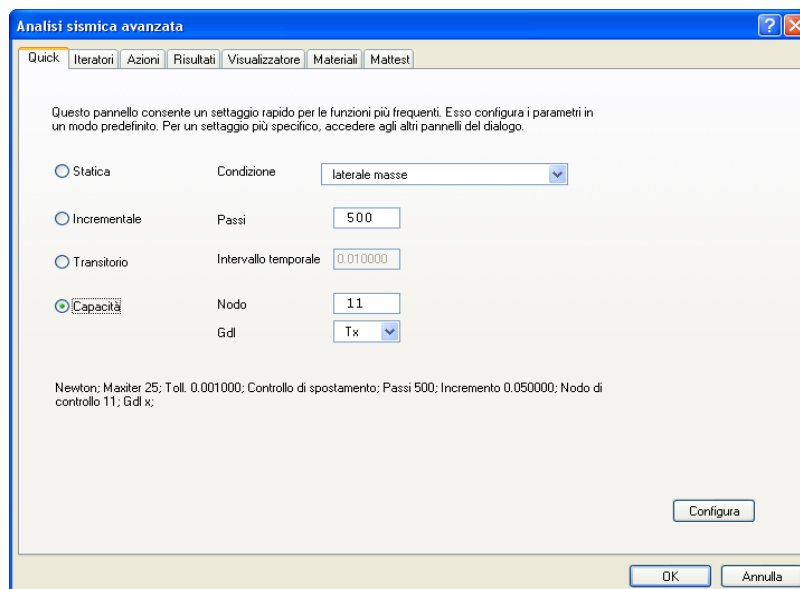 Analisi sismica avanzata
Quick Iteratori Azioni Risultati Visualizzatore Materiali Mattest
Questo pannello consente un settaggio rapido per le funzioni più frequenti. Esso configura i parametri in
un modo predefinito. Per un settaggio più specifico, accedere agli altri pannelli del dialogo.
Statica Condizione laterale masse
Incrementale Passi 500
Transitorio Intervallo temporale 0.010000
Capacità Nodo 11
Gdl Tx
Newton; Maxiter 25; Toll. 0.001000; Controllo di spostamento; Passi 500; Incremento 0.050000; Nodo di
controllo 11; Gdl x;
Configura
OK Annulla